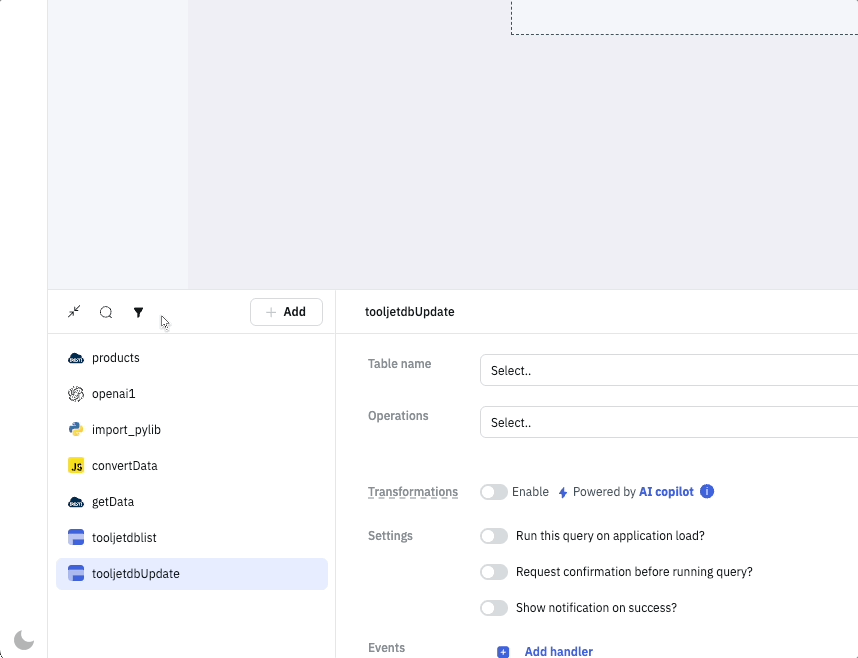 Add
tooljetdbUpdate
products
openai1
import_pylib
JS convertData
getData
tooljetdblist
tooljetdbUpdate
Table name
Select..
Operations
Select..
Transformations
Enable
Powered by AI copilot i
Settings
Run this query on application load?
Request confirmation before running query?
Show notification on success?
Events
Add handler